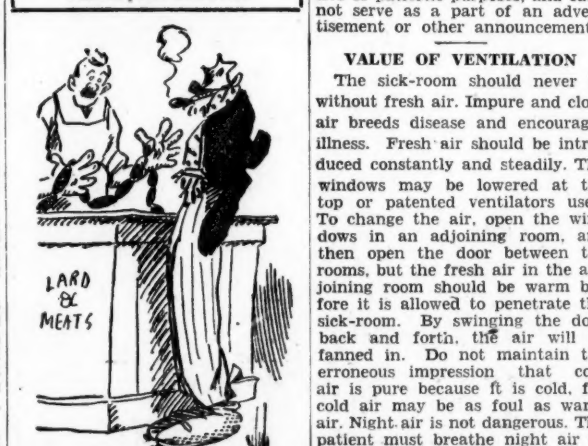 LARD
&
MEATS
not serve as a part of an adve
tisement or other announcement
VALUE OF VENTILATION
The sick-room should never
without fresh air. Impure and clo
air breeds disease and encourag
illness. Fresh air should be intr
duced constantly and steadily. T
windows may be lowered at t
top or patented ventilators use
To change the air, open the wi
dows in an adjoining room, a
then open the door between t
rooms, but the fresh air in the a
joining room should be warm b
fore it is allowed to penetrate t
sick-room. By swinging the do
back and forth, the air will
fanned in. Do not maintain t
erroneous impression that co
air is pure because ft is cold, f
cold air may be as foul as war
air. Night air is not dangerous. T
patient must breathe night air